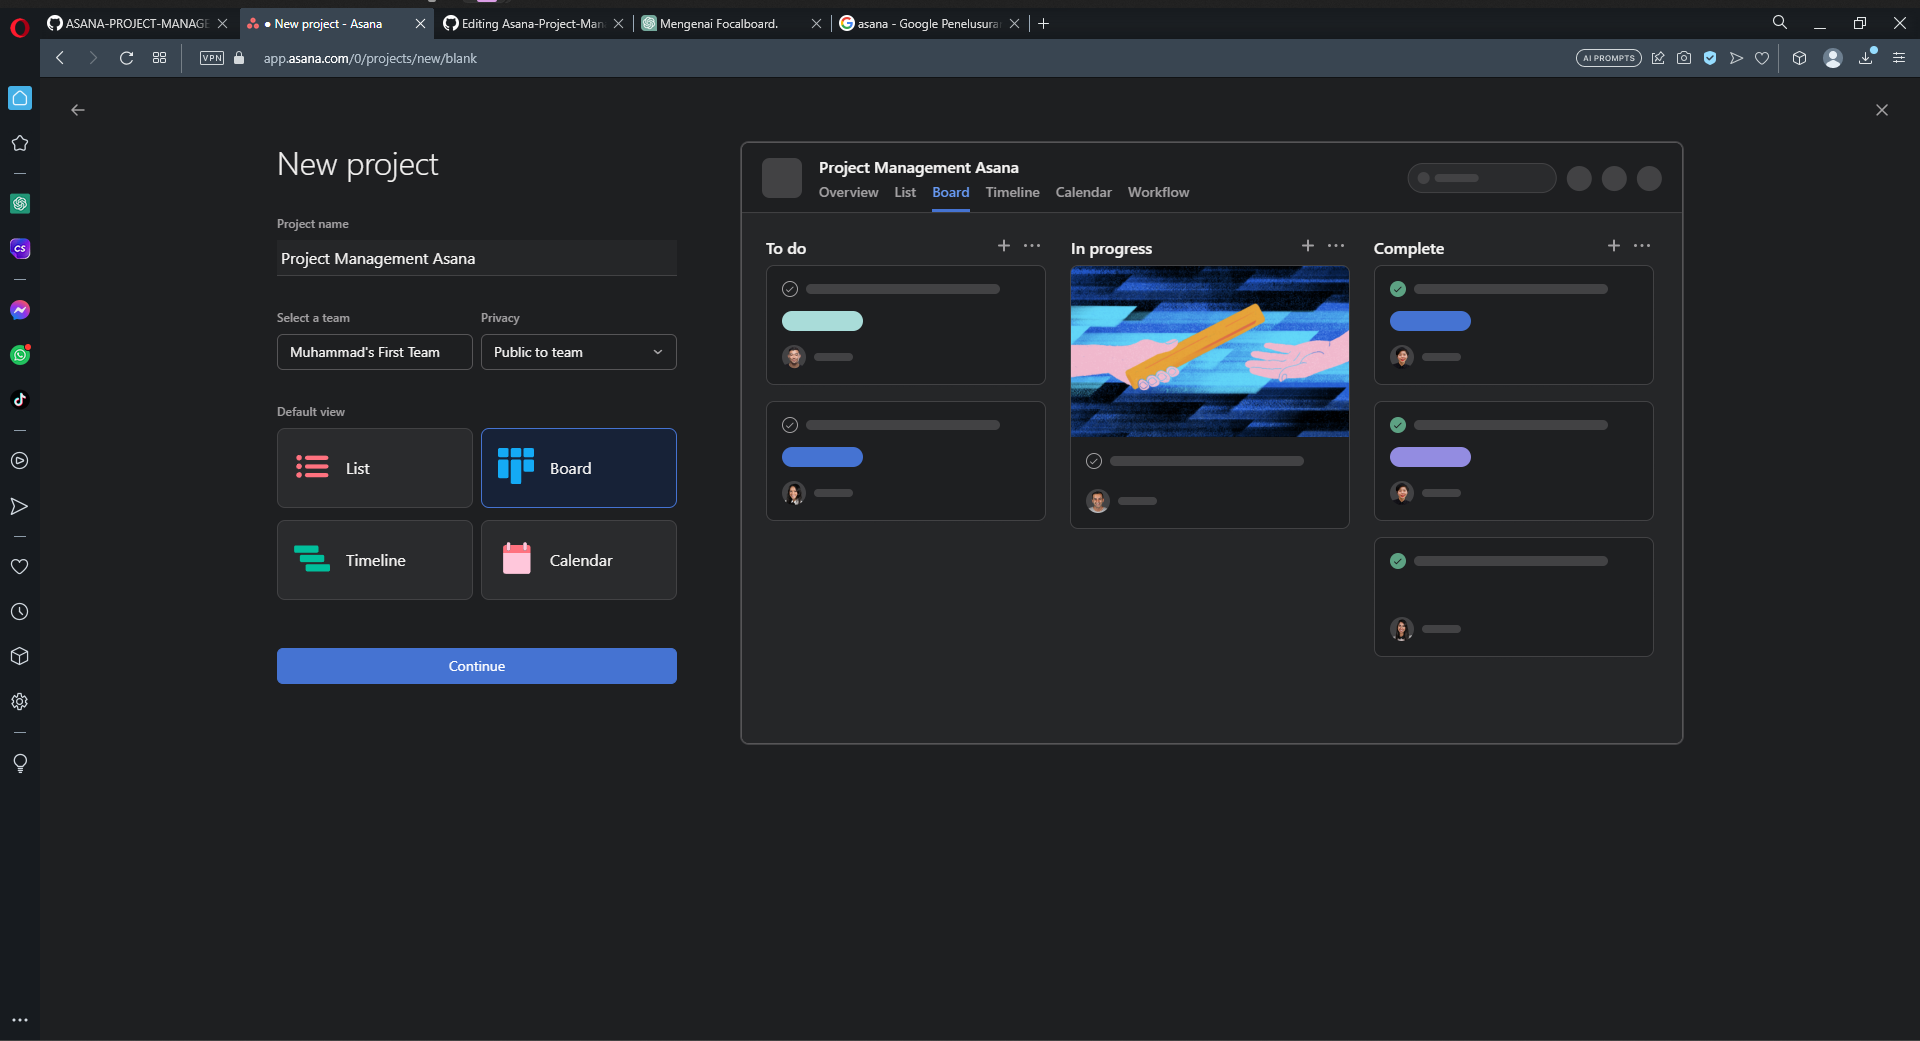 ASANA-PROJECT-MANAGE
New project - Asana
Editing Asana-Project-Man
Mengenai Focalboard.
asana - Google Penelusura
VPN
app.asana.com/0/projects/new/blank
AI PROMPTS
CS
New project
Project name
Project Management Asana
Select a team
Privacy
Muhammad's First Team
Public to team
Default view
List
Board
Timeline
Calendar
Continue
Project Management Asana
Overview List Board Timeline Calendar Workflow
To do
In progress
Complete